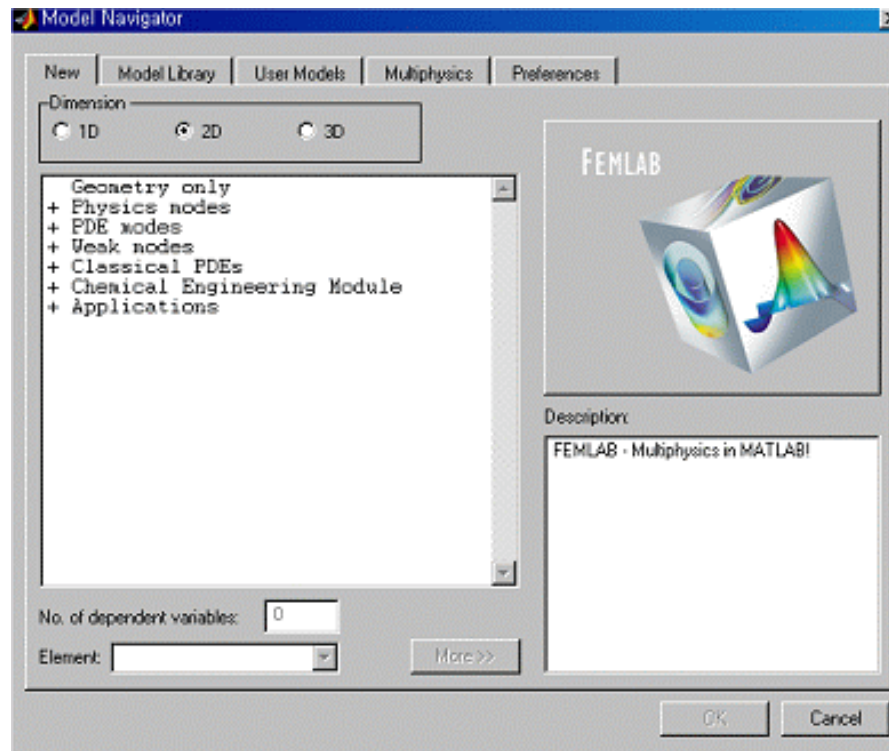 Model Navigator
New Model Library User Models Multiphysics Preferences
Dimension
1D 2D 3D
Geometry only
+ Physics modes
+ PDE modes
+ Weak modes
+ Classical PDEs
+ Chemical Engineering Module
+ Applications
No. of dependent variables: 0
Element:
More >>
FEMLAB
Description:
FEMLAB - Multiphysics in MATLAB!
OK Cancel